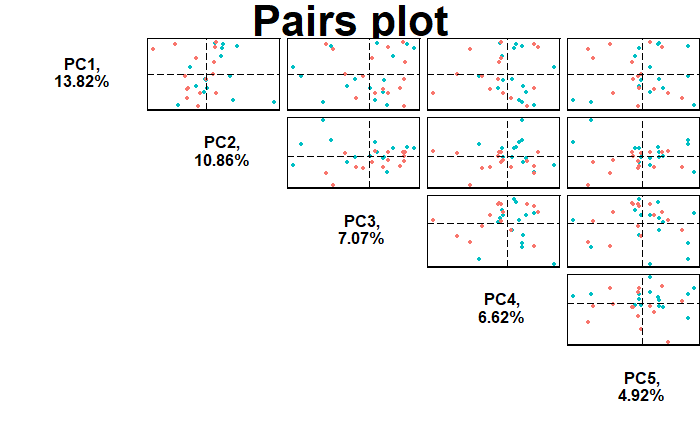 Pairs plot
PC1,
13.82%
PC2,
10.86%
PC3,
7.07%
PC4,
6.62%
PC5,
4.92%